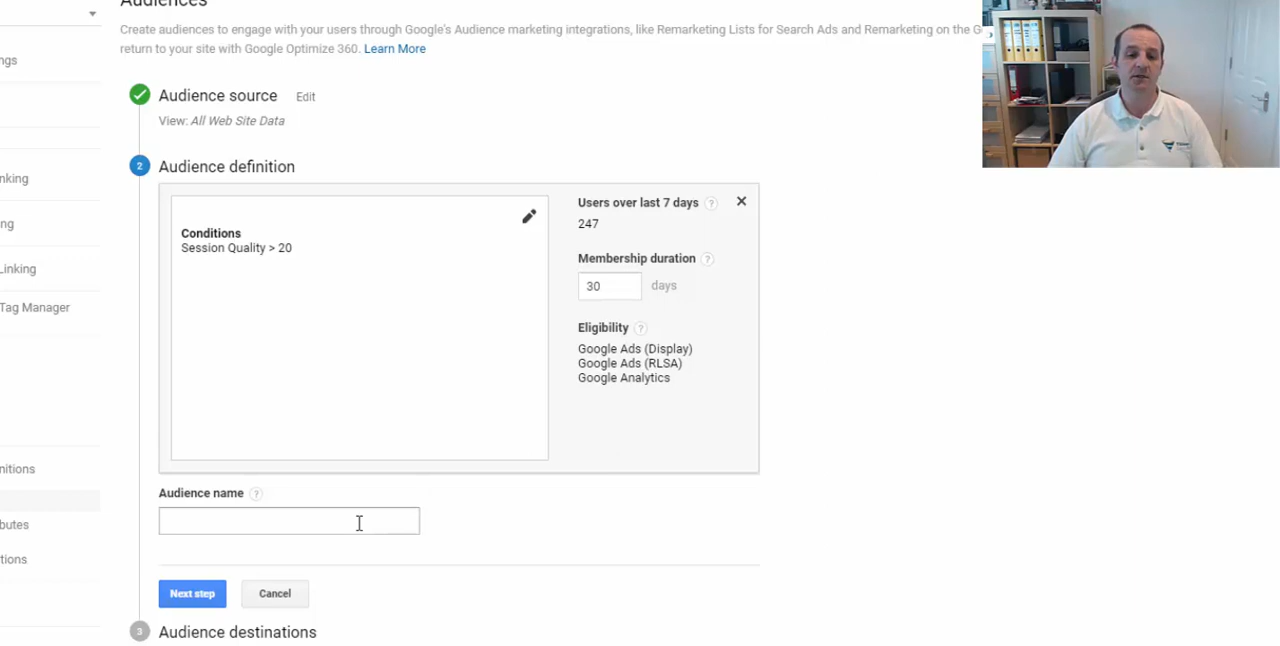 Audiences
Create audiences to engage with your users through Google's Audience marketing integrations, like Remarketing Lists for Search Ads and Remarketing on the G
return to your site with Google Optimize 360. Learn More
ngs
Audience source Edit
View: All Web Site Data
2 Audience definition
nking
ng
Linking
Tag Manager
Conditions
Session Quality > 20
Users over last 7 days ?
247
Membership duration ?
30 days
Eligibility ?
Google Ads (Display)
Google Ads (RLSA)
Google Analytics
nitions
butes
tions
Audience name ?
Next step Cancel
3 Audience destinations